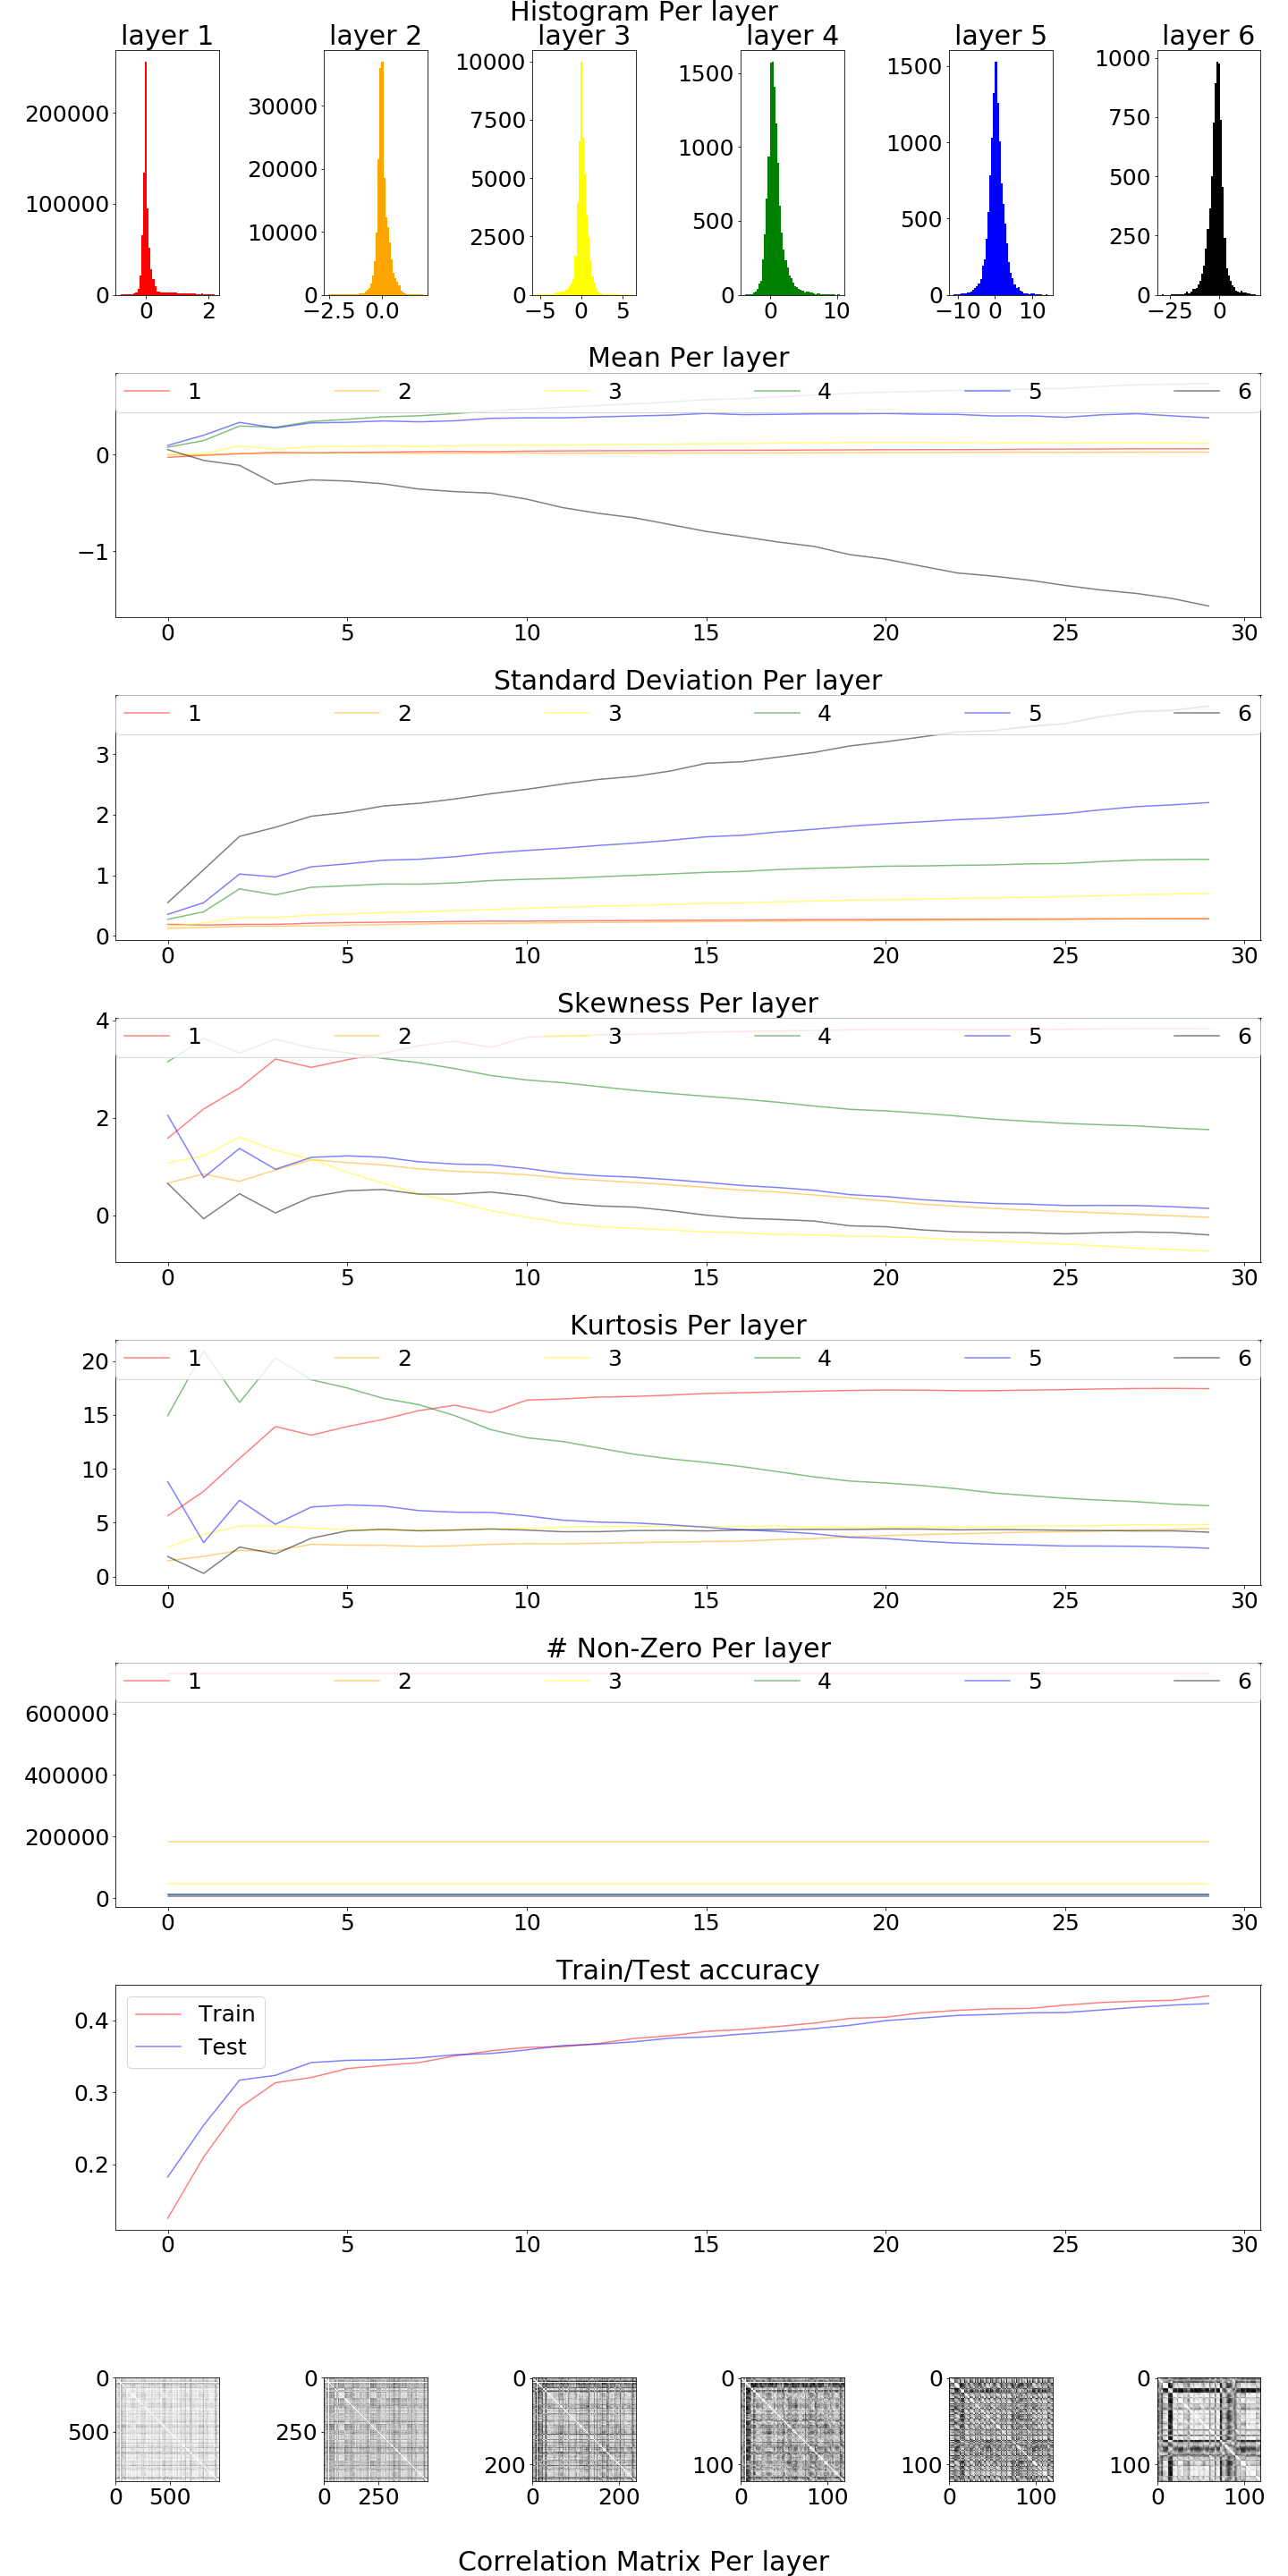 Histogram Per layer
layer 1 layer 2 layer 3 layer 4 layer 5 layer 6
200000
100000
0
0 2
30000
20000
10000
0
−2.5 0.0
10000
7500
5000
2500
0
−5 0 5
1500
1000
500
0
0 10
1500
1000
500
0
−10 0 10
1000
750
500
250
0
−25 0
Mean Per layer
1 2 3 4 5 6
0
−1
0 5 10 15 20 25 30
Standard Deviation Per layer
1 2 3 4 5 6
3
2
1
0
0 5 10 15 20 25 30
Skewness Per layer
4
1 2 3 4 5 6
2
0
0 5 10 15 20 25 30
Kurtosis Per layer
20
1 2 3 4 5 6
15
10
5
0
0 5 10 15 20 25 30
# Non-Zero Per layer
1 2 3 4 5 6
600000
400000
200000
0
0 5 10 15 20 25 30
Train/Test accuracy
Train
Test
0.4
0.3
0.2
0 5 10 15 20 25 30
0
500
0 500
0
250
0 250
0
200
0 200
0
100
0 100
0
100
0 100
0
100
0 100
Correlation Matrix Per layer